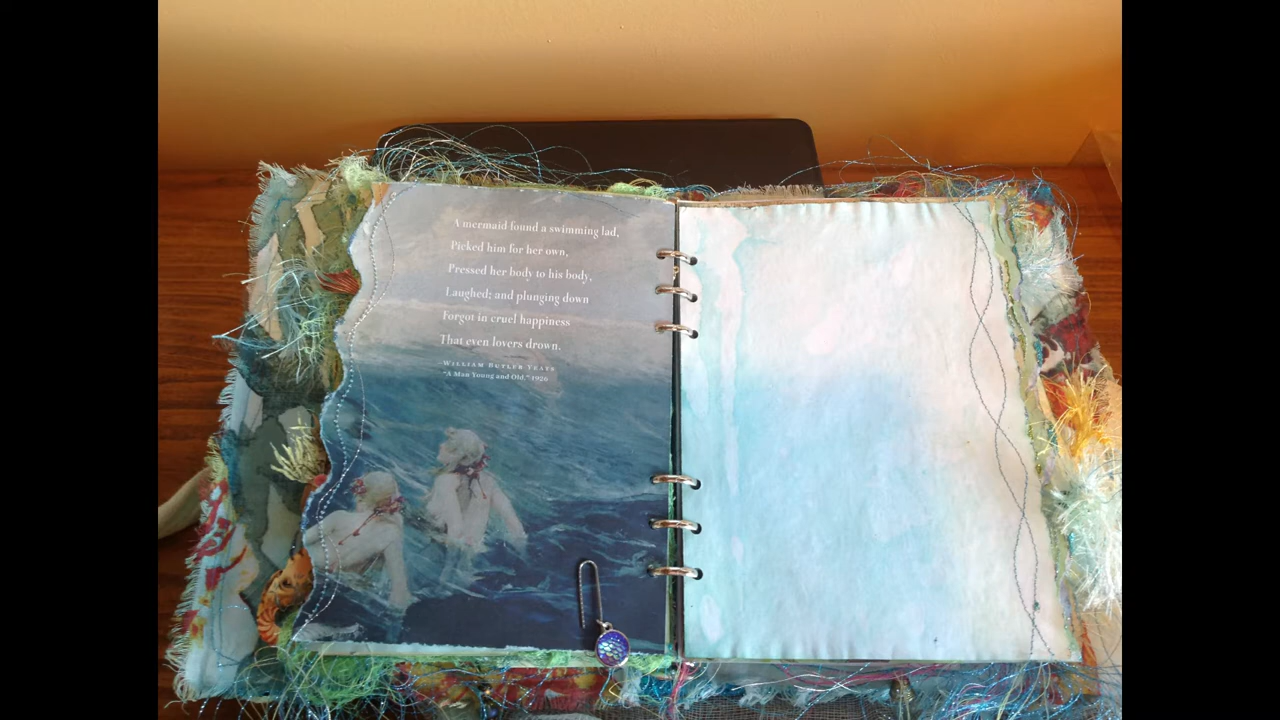 A mermaid found a swimming lad,
Picked him for her own,
Pressed her body to his body,
Laughed; and plunging down
Forgot in cruel happiness
That even lovers drown.
WILLIAM BUTLER YEATS
"A Man Young and Old," 1926